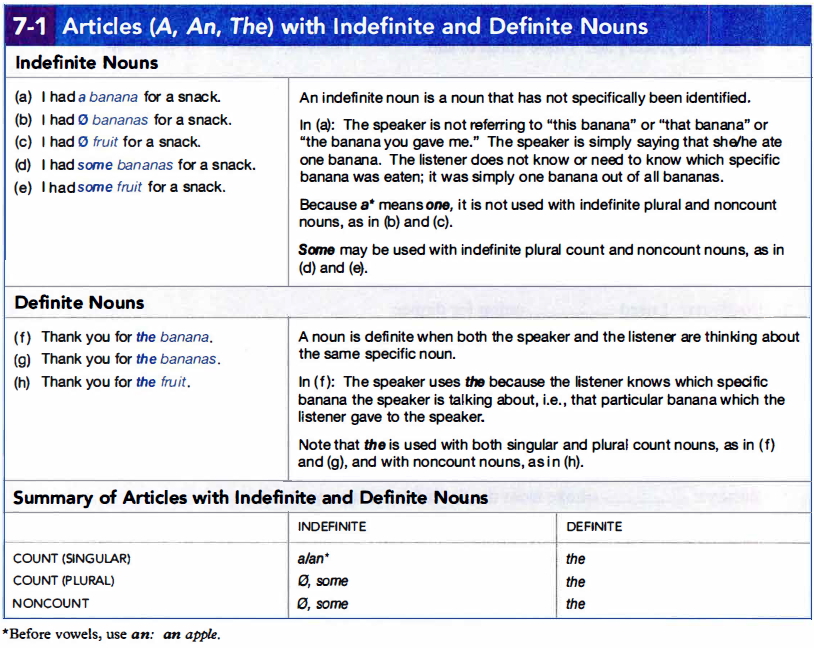 7-1 Articles (A, An, The) with Indefinite and Definite Nouns
Indefinite Nouns
(a) I had a banana for a snack.
(b) I had Ø bananas for a snack.
(c) I had Ø fruit for a snack.
(d) I had some bananas for a snack.
(e) I had some fruit for a snack.
An indefinite noun is a noun that has not specifically been identified.
In (a): The speaker is not referring to “this banana” or “that banana” or
“the banana you gave me.” The speaker is simply saying that she/he ate
one banana. The listener does not know or need to know which specific
banana was eaten; it was simply one banana out of all bananas.
Because a* means one, it is not used with indefinite plural and noncount
nouns, as in (b) and (c).
Some may be used with indefinite plural count and noncount nouns, as in
(d) and (e).
Definite Nouns
(f) Thank you for the banana.
(g) Thank you for the bananas.
(h) Thank you for the fruit.
A noun is definite when both the speaker and the listener are thinking about
the same specific noun.
In (f): The speaker uses the because the listener knows which specific
banana the speaker is talking about, i.e., that particular banana which the
listener gave to the speaker.
Note that the is used with both singular and plural count nouns, as in (f)
and (g), and with noncount nouns, as in (h).
Summary of Articles with Indefinite and Definite Nouns
INDEFINITE DEFINITE
COUNT (SINGULAR) a/an* the
COUNT (PLURAL) Ø, some the
NONCOUNT Ø, some the
*Before vowels, use an: an apple.